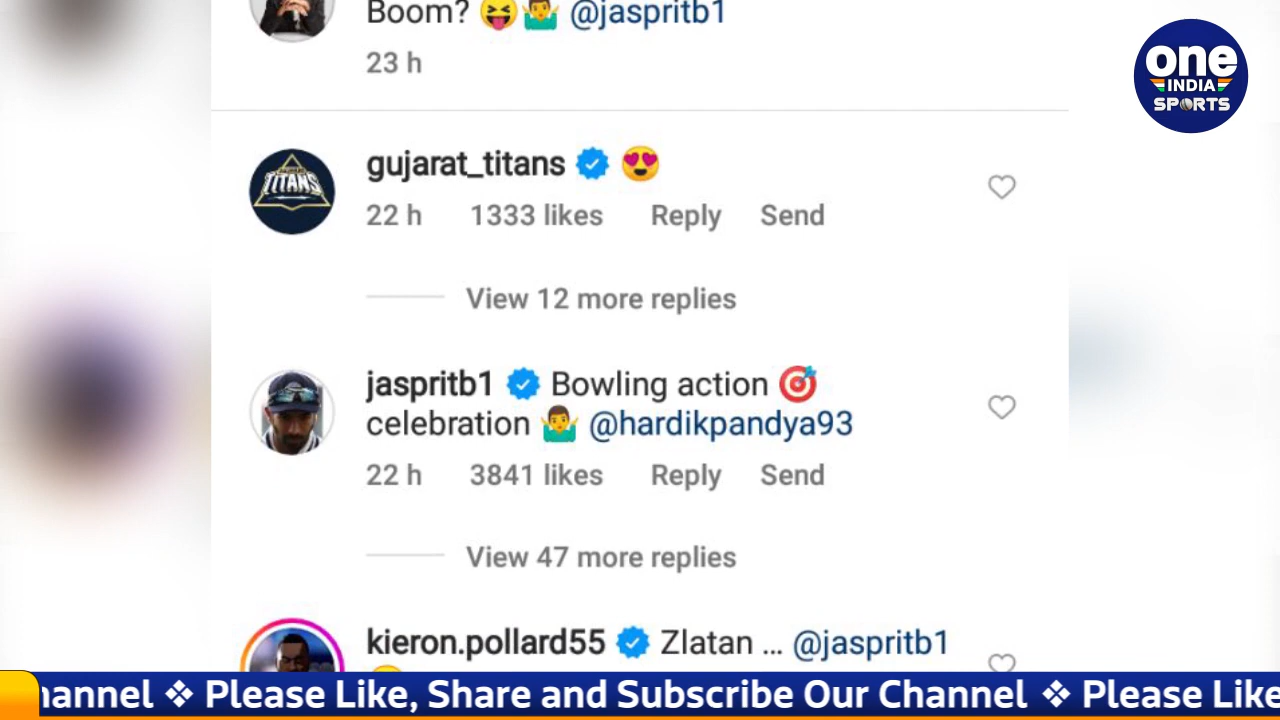 Boom? 😝🤷‍♂️ @jaspritb1
23 h
one
INDIA
SPORTS
gujarat_titans 😍
TITANS
22 h 1333 likes Reply Send
View 12 more replies
jaspritb1 Bowling action 🎯
celebration 🤷‍♂️ @hardikpandya93
22 h 3841 likes Reply Send
View 47 more replies
kieron.pollard55 Zlatan ... @jaspritb1
hannel ❖ Please Like, Share and Subscribe Our Channel ❖ Please Like